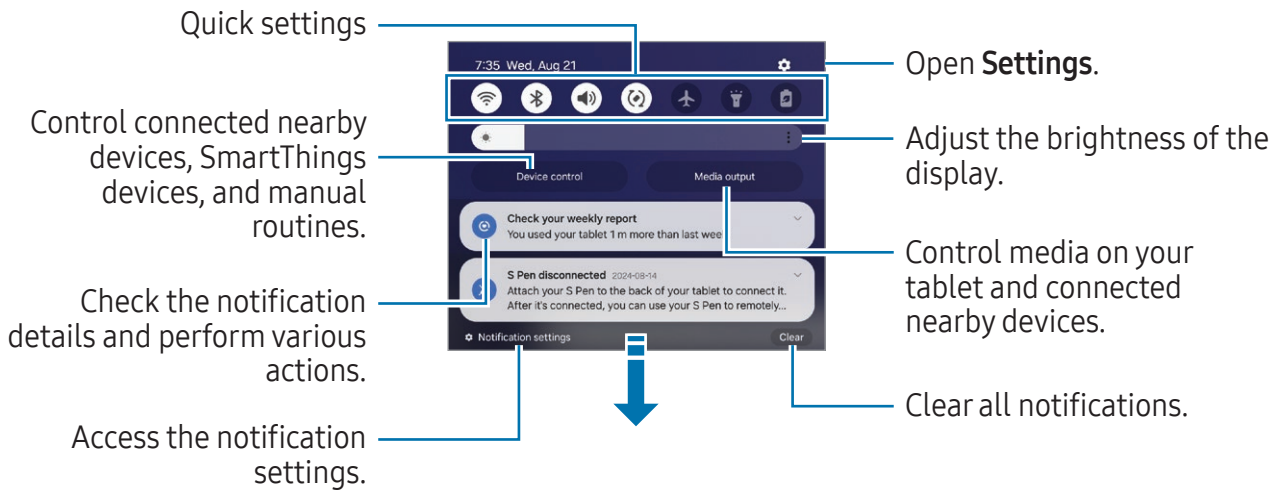 Quick settings
Open Settings.
7:35 Wed, Aug 21
Control connected nearby
devices, SmartThings
devices, and manual
routines.
Adjust the brightness of the
display.
Device control
Media output
Check your weekly report
You used your tablet 1 m more than last wee
Control media on your
tablet and connected
nearby devices.
S Pen disconnected 2024-08-14
Attach your S Pen to the back of your tablet to connect it.
After it's connected, you can use your S Pen to remotely...
Check the notification
details and perform various
actions.
Notification settings
Clear
Clear all notifications.
Access the notification
settings.